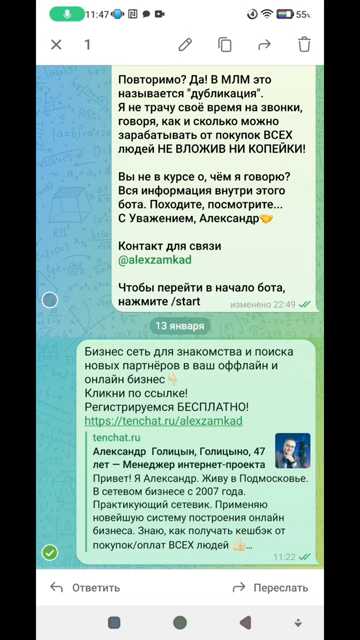 11:47
55%
1
Повторимо? Да! В МЛМ это
называется "дубликация".
Я не трачу своё время на звонки,
говоря, как и сколько можно
зарабатывать от покупок ВСЕХ
людей НЕ ВЛОЖИВ НИ КОПЕЙКИ!
Вы не в курсе о, чём я говорю?
Вся информация внутри этого
бота. Походите, посмотрите...
С Уважением, Александр🤝
Контакт для связи
@alexzamkad
Чтобы перейти в начало бота,
нажмите /start
изменено 22:49
13 января
Бизнес сеть для знакомства и поиска
новых партнёров в ваш оффлайн и
онлайн бизнес👇🏻
Кликни по ссылке!
Регистрируемся БЕСПЛАТНО!
https://tenchat.ru/alexzamkad
tenchat.ru
Александр Голицын, Голицыно, 47
лет — Менеджер интернет-проекта
Привет! Я Александр. Живу в Подмосковье.
В сетевом бизнесе с 2007 года.
Практикующий сетевик. Применяю
новейшую систему построения онлайн
бизнеса. Знаю, как получать кешбэк от
покупок/оплат ВСЕХ людей 👍🏻...
11:22
Ответить
Переслать